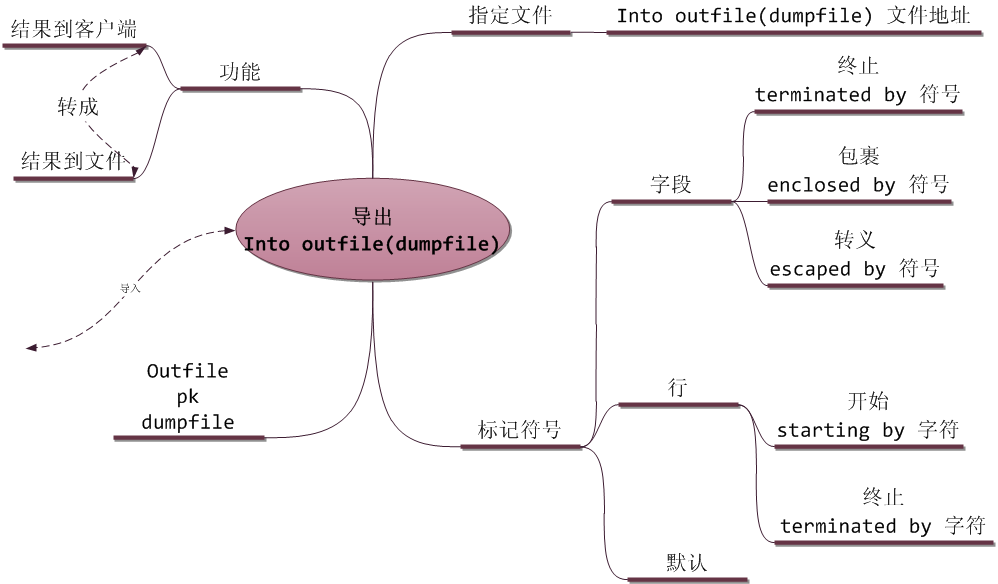 结果到客户端
转成
结果到文件
功能
指定文件
Into outfile(dumpfile) 文件地址
导出
Into outfile(dumpfile)
导入
Outfile
pk
dumpfile
标记符号
字段
终止
terminated by 符号
包裹
enclosed by 符号
转义
escaped by 符号
行
开始
starting by 字符
终止
terminated by 字符
默认